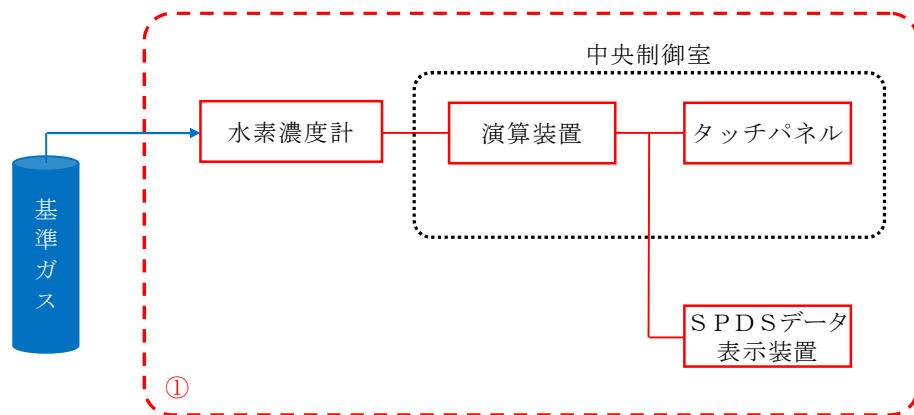 中央制御室
水素濃度計
演算装置
タッチパネル
基準ガス
ＳＰＤＳデータ
表示装置
①